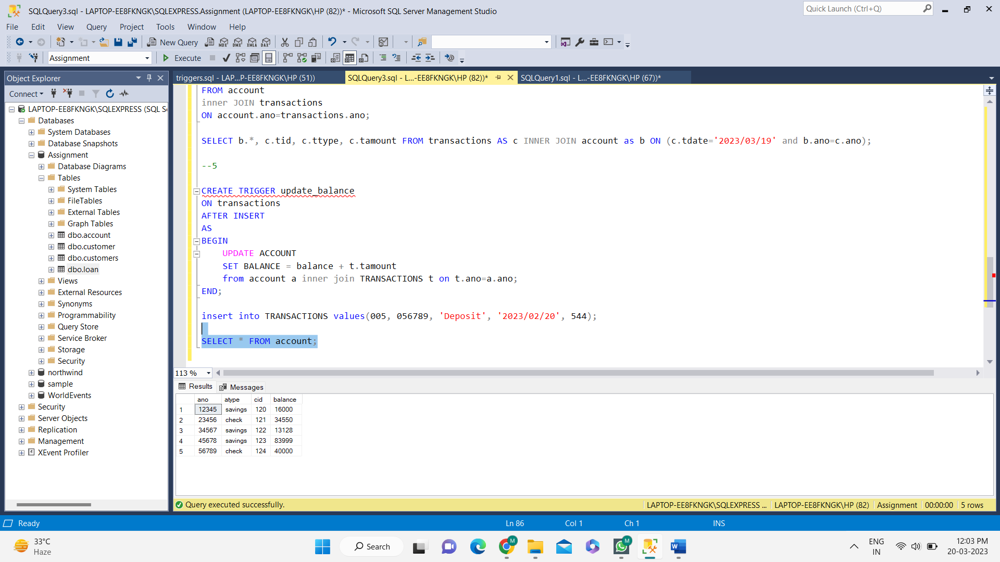 SQLQuery3.sql - LAPTOP-EE8FKNGK\SQLEXPRESS.Assignment (LAPTOP-EE8FKNGK\HP (82))* - Microsoft SQL Server Management Studio
Quick Launch (Ctrl+Q)
File Edit View Query Project Tools Window Help
New Query MDX DMX XMLA DAX
Assignment Execute
Object Explorer
triggers.sql - LAP...P-EE8FKNGK\HP (51))
SQLQuery3.sql - L...-EE8FKNGK\HP (82))*
SQLQuery1.sql - L...-EE8FKNGK\HP (67))*
Connect
LAPTOP-EE8FKNGK\SQLEXPRESS (SQL S
Databases
System Databases
Database Snapshots
Assignment
Database Diagrams
Tables
System Tables
FileTables
External Tables
Graph Tables
dbo.account
dbo.customer
dbo.customers
dbo.loan
Views
External Resources
Synonyms
Programmability
Query Store
Service Broker
Storage
Security
northwind
sample
WorldEvents
Security
Server Objects
Replication
Management
XEvent Profiler
FROM account
inner JOIN transactions
ON account.ano=transactions.ano;
SELECT b.*, c.tid, c.ttype, c.tamount FROM transactions AS c INNER JOIN account as b ON (c.tdate='2023/03/19' and b.ano=c.ano);
--5
CREATE TRIGGER update_balance
ON transactions
AFTER INSERT
AS
BEGIN
UPDATE ACCOUNT
SET BALANCE = balance + t.tamount
from account a inner join TRANSACTIONS t on t.ano=a.ano;
END;
insert into TRANSACTIONS values(005, 056789, 'Deposit', '2023/02/20', 544);
SELECT * FROM account;
113 %
Results Messages
ano atype cid balance
1 12345 savings 120 16000
2 23456 check 121 34550
3 34567 savings 122 13128
4 45678 savings 123 83999
5 56789 check 124 40000
Query executed successfully. LAPTOP-EE8FKNGK\SQLEXPRESS ... LAPTOP-EE8FKNGK\HP (82) Assignment 00:00:00 5 rows
Ready Ln 86 Col 1 Ch 1 INS
33°C
Haze
Search
M
M
W
ENG
IN
12:03 PM
20-03-2023